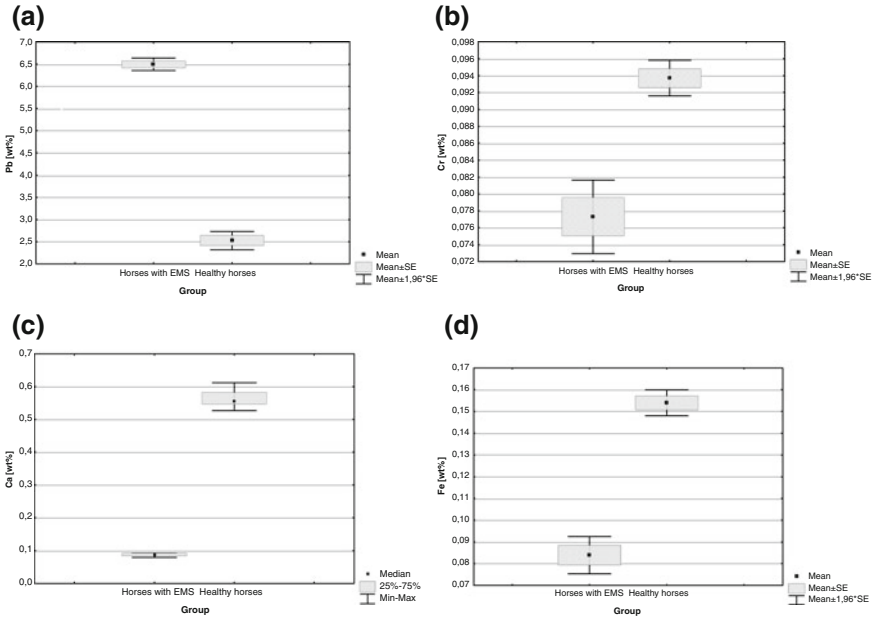 (a)
7,0
6,5
6,0
5,5
2,0
5,0
4,5
4,0
3,5
3,0
2,5
2,0
Pb [wt%]
Horses with EMS Healthy horses
Group
Mean
Mean±SE
Mean±1,96*SE
(b)
0,098
0,096
0,094
0,092
0,090
0,088
0,086
0,084
0,082
0,080
0,078
0,076
0,074
0,072
Cr [wt%]
Horses with EMS Healthy horses
Group
Mean
Mean±SE
Mean±1,96*SE
(c)
0,7
0,6
0,5
0,4
0,3
0,2
0,1
0,0
Ca [wt%]
Horses with EMS Healthy horses
Group
Median
25%-75%
Min-Max
(d)
0,17
0,16
0,15
0,14
0,13
0,12
0,11
0,10
0,09
0,08
0,07
Fe [wt%]
Horses with EMS Healthy horses
Group
Mean
Mean±SE
Mean±1,96*SE